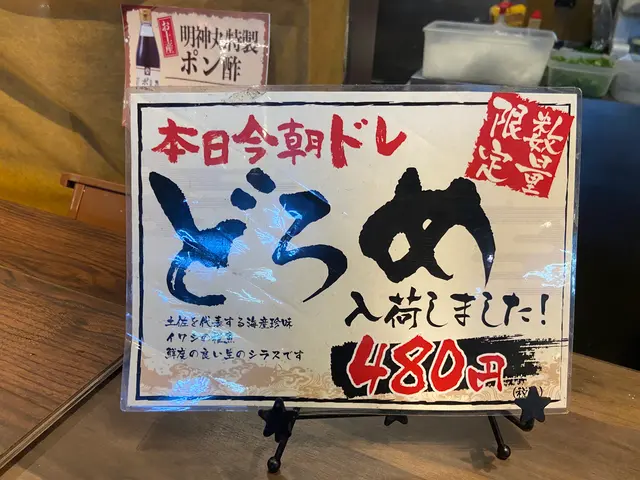 おすすめ
明神丸特製
ポン酢
本日今朝ドレ
数量
限定
どろめ
入荷しました!
土佐を代表する海産珍味
イワシの稚魚
鮮度の良い生のシラスです
480円